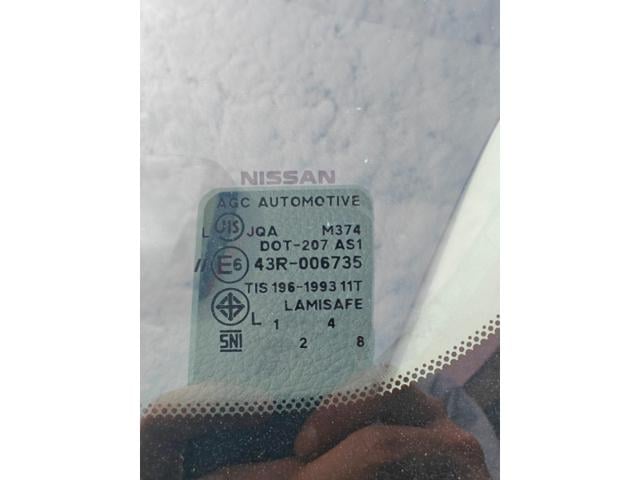 NISSAN
AGC AUTOMOTIVE
L JIS JQA M374
DOT-207 AS1
// E6 43R-006735
TIS 196-1993 11T
LAMISAFE
L 1 4
SNI 2 8